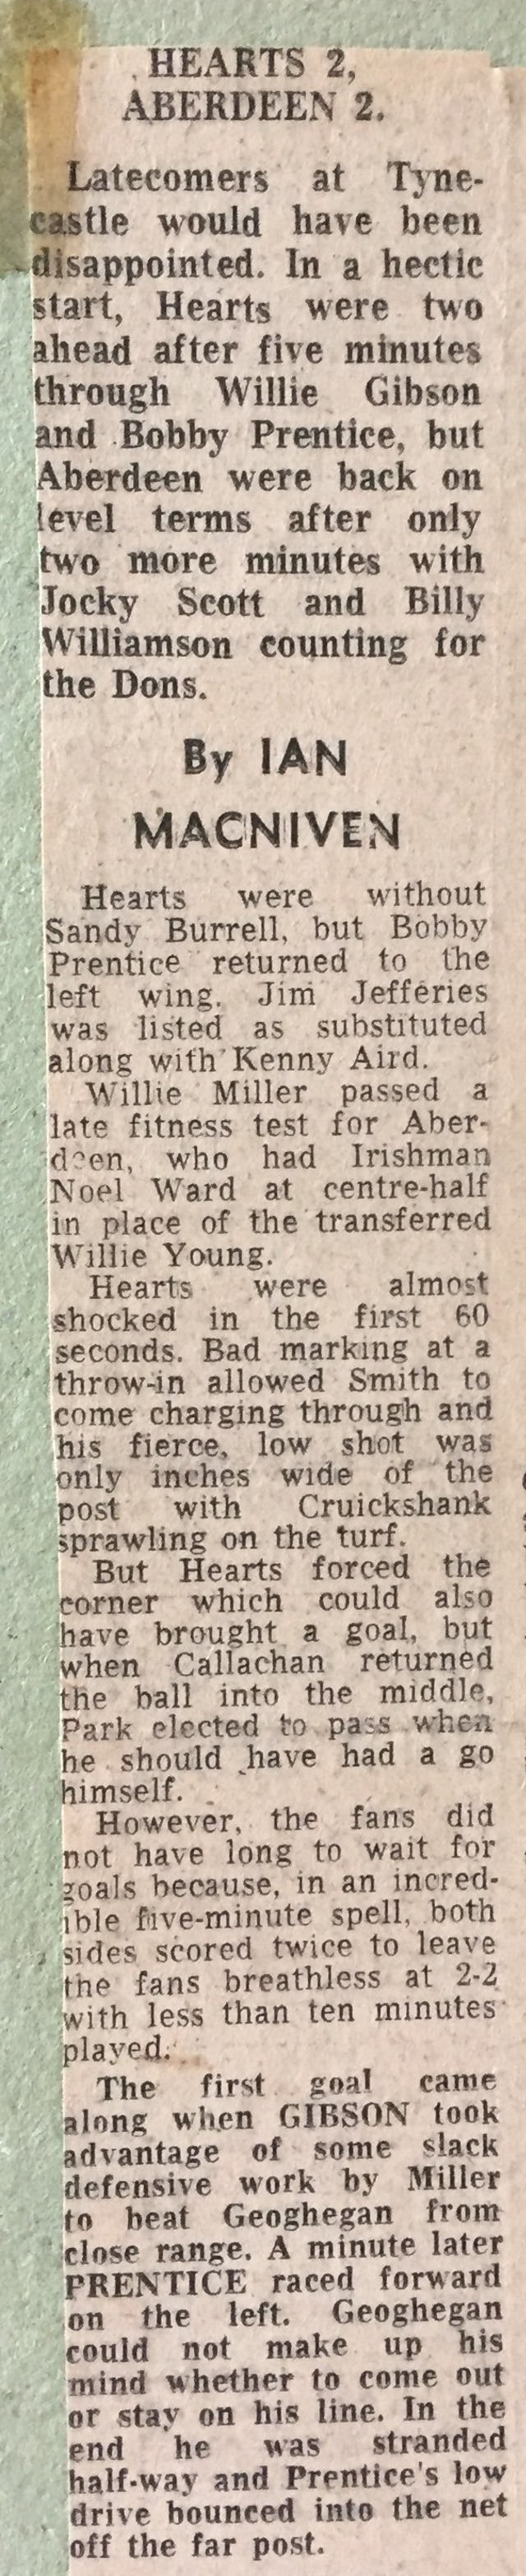 HEARTS 2,
ABERDEEN 2.
Latecomers at Tyne-
castle would have been
disappointed. In a hectic
start, Hearts were two
ahead after five minutes
through Willie Gibson
and Bobby Prentice, but
Aberdeen were back on
level terms after only
two more minutes with
Jocky Scott and Billy
Williamson counting for
the Dons.
By IAN
MACNIVEN
Hearts were without
Sandy Burrell, but Bobby
Prentice returned to the
left wing. Jim Jefferies
was listed as substituted
along with Kenny Aird.
Willie Miller passed a
late fitness test for Aber-
deen, who had Irishman
Noel Ward at centre-half
in place of the transferred
Willie Young.
Hearts were almost
shocked in the first 60
seconds. Bad marking at a
throw-in allowed Smith to
come charging through and
his fierce, low shot was
only inches wide of the
post with Cruickshank
sprawling on the turf.
But Hearts forced the
corner which could also
have brought a goal, but
when Callachan returned
the ball into the middle,
Park elected to pass when
he should have had a go
himself.
However, the fans did
not have long to wait for
goals because, in an incred-
ible five-minute spell, both
sides scored twice to leave
the fans breathless at 2-2
with less than ten minutes
played.
The first goal came
along when GIBSON took
advantage of some slack
defensive work by Miller
to beat Geoghegan from
close range. A minute later
PRENTICE raced forward
on the left. Geoghegan
could not make up his
mind whether to come out
or stay on his line. In the
end he was stranded
half-way and Prentice's low
drive bounced into the net
off the far post.